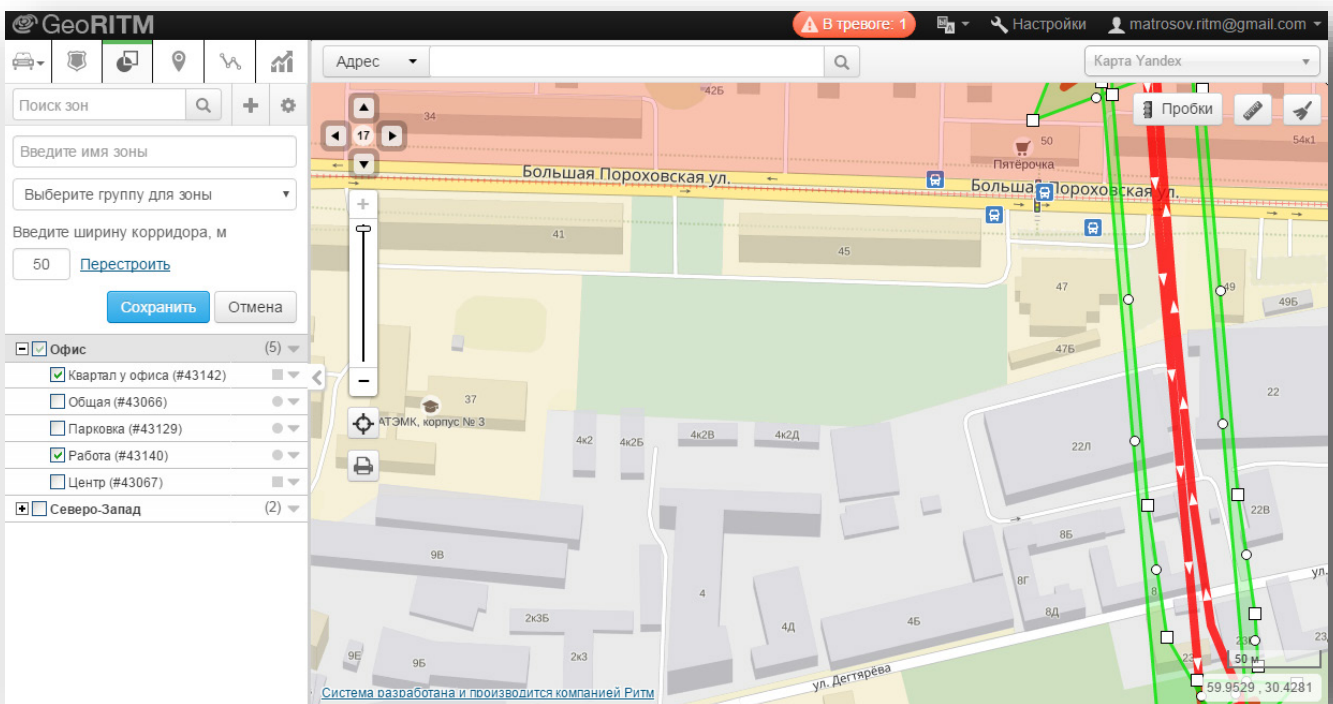 GeoRITM
В тревоге: 1
Настройки
matrosov.ritm@gmail.com
Адрес
Карта Yandex
Поиск зон
Введите имя зоны
Выберите группу для зоны
Введите ширину корридора, м
50 Перестроить
Сохранить Отмена
Офис (5)
Квартал у офиса (#43142)
Общая (#43066)
Парковка (#43129)
Работа (#43140)
Центр (#43067)
Северо-Запад (2)
17
Пробки
34
42Б
50
54к1
Пятёрочка
Большая Пороховская ул.
Большая Пороховская ул.
41
45
47
49
49Б
47Б
37
АТЭМК, корпус № 3
22
4к2
4к2Б
4к2В
4к2Д
22Л
22В
8Б
9В
8Г
8
ул.
4
2к3Б
4Д
4Б
8Д
9Е
9Б
2к3
23
50 м
ул. Дегтярёва
59.9529 , 30.4281
Система разработана и производится компанией Ритм